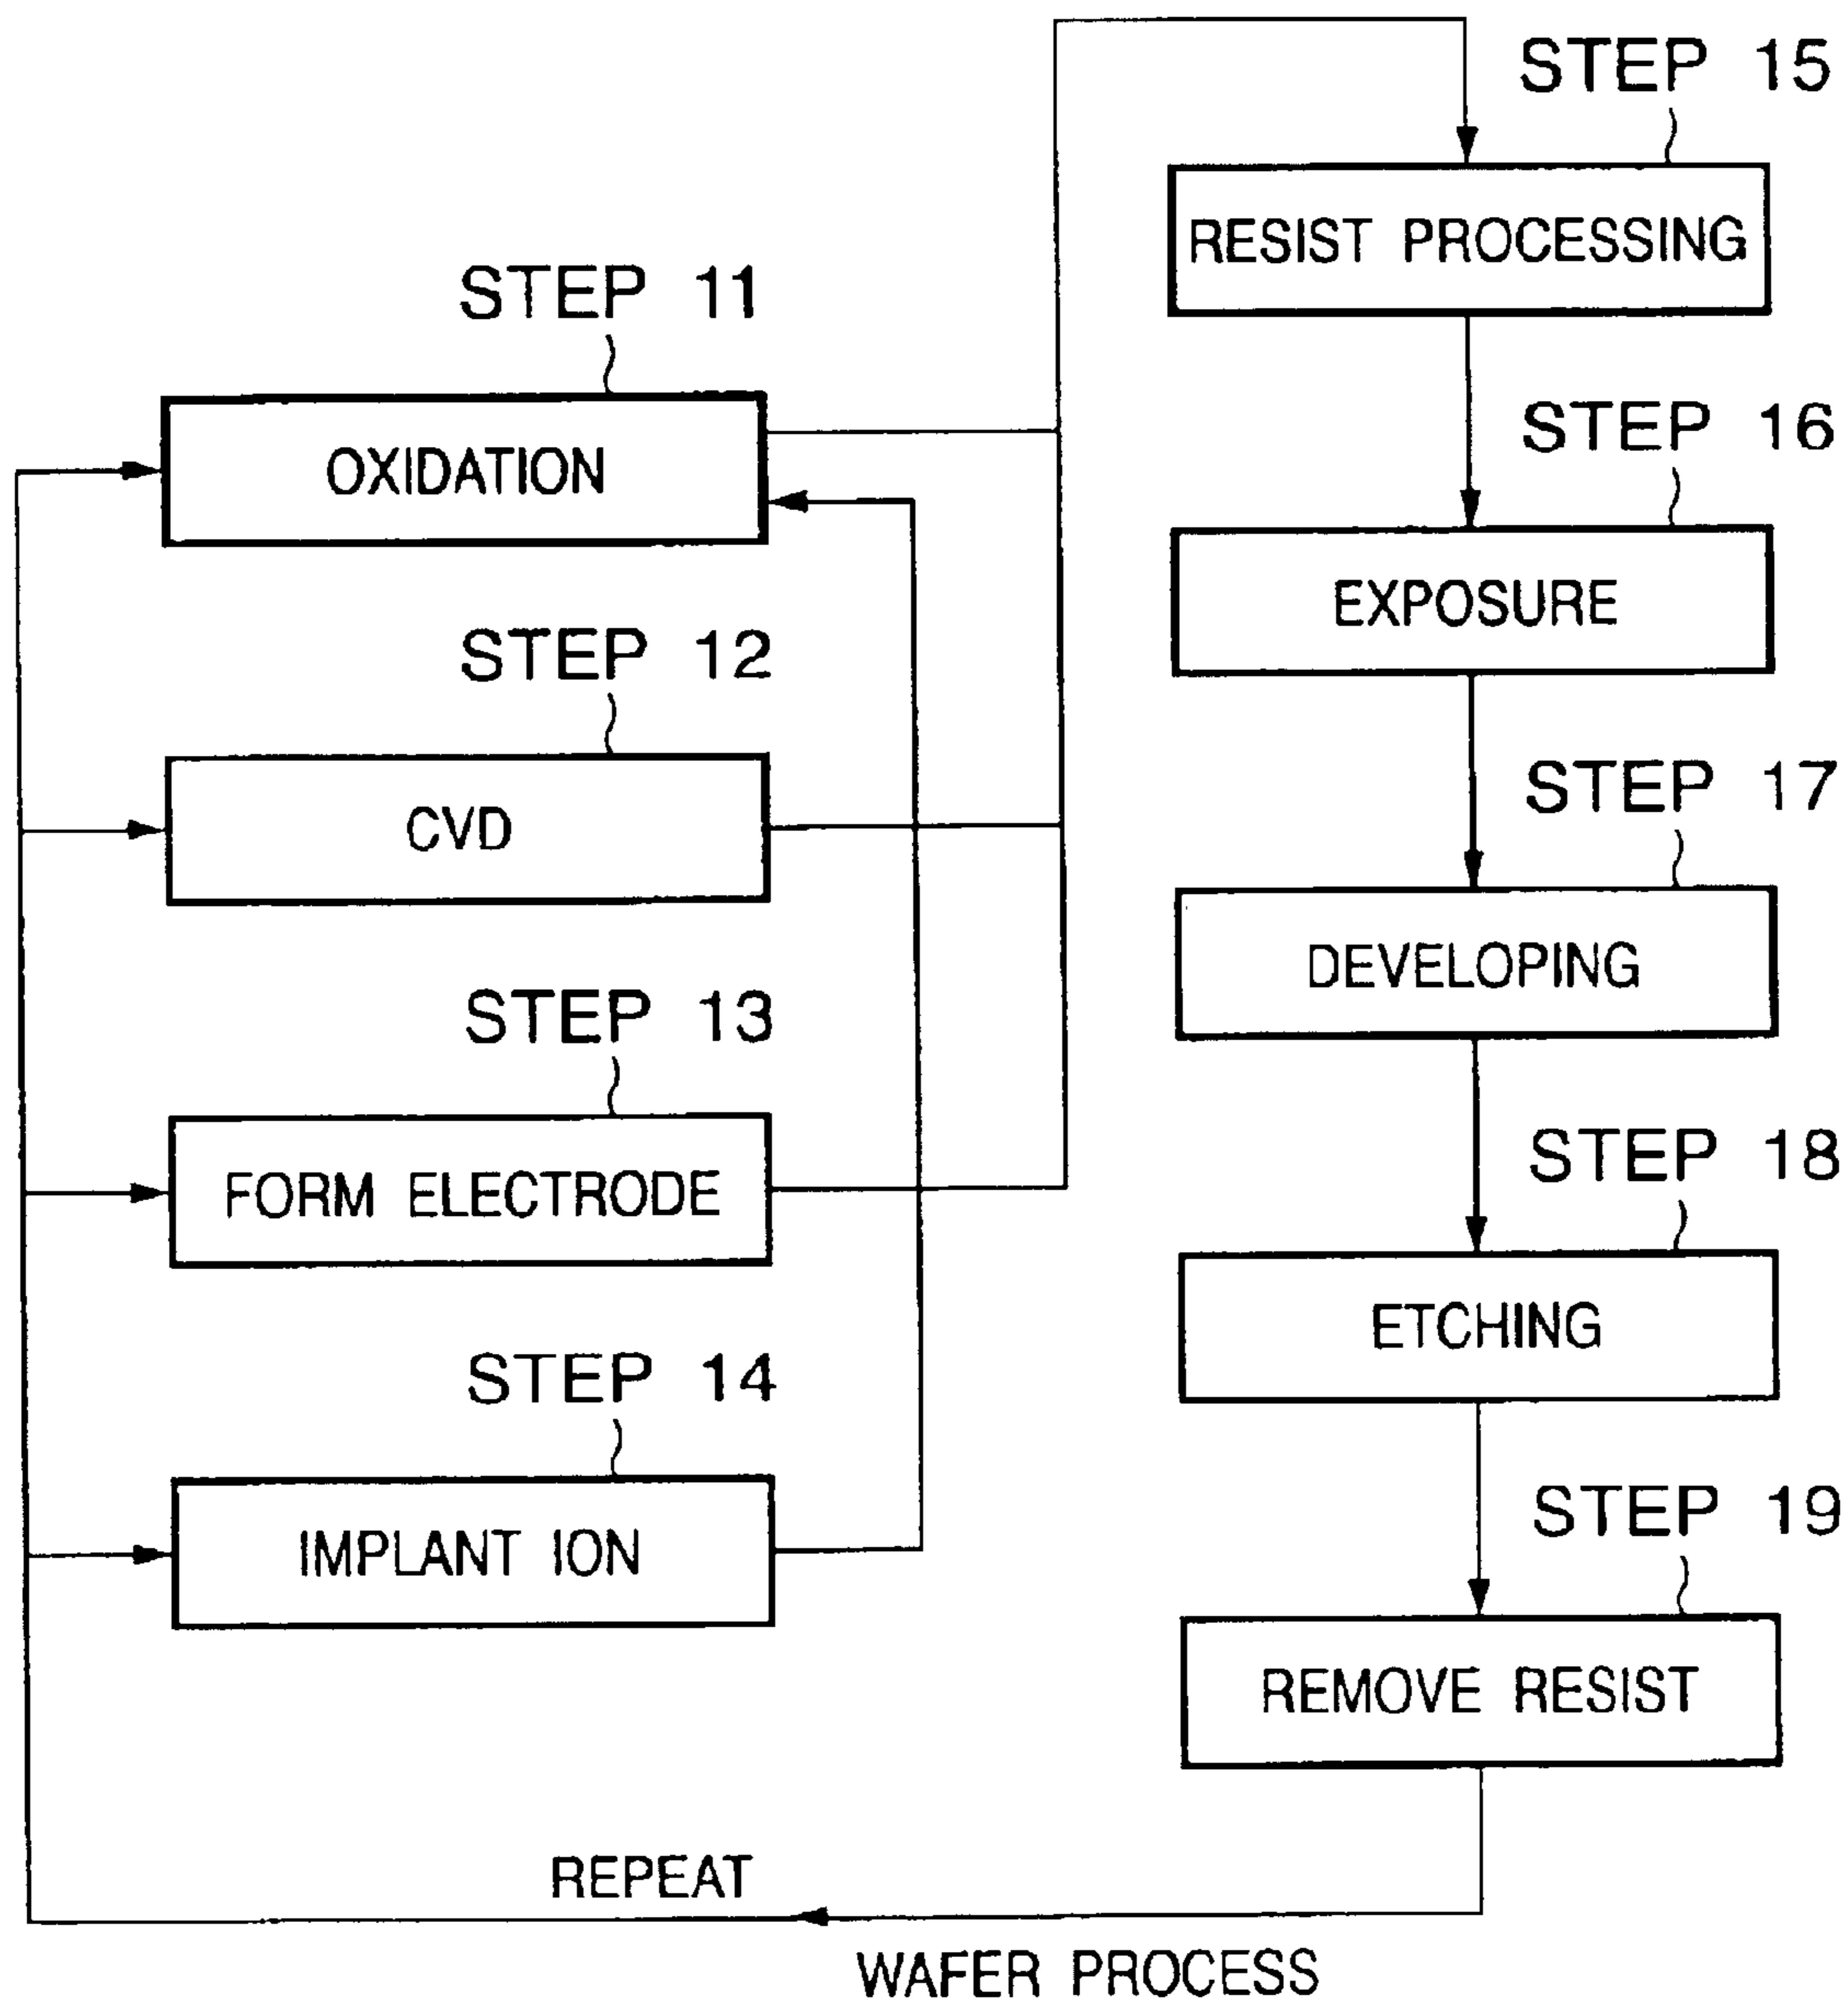 STEP 11
OXIDATION
STEP 12
CVD
STEP 13
FORM ELECTRODE
STEP 14
IMPLANT ION
STEP 15
RESIST PROCESSING
STEP 16
EXPOSURE
STEP 17
DEVELOPING
STEP 18
ETCHING
STEP 19
REMOVE RESIST
REPEAT
WAFER PROCESS